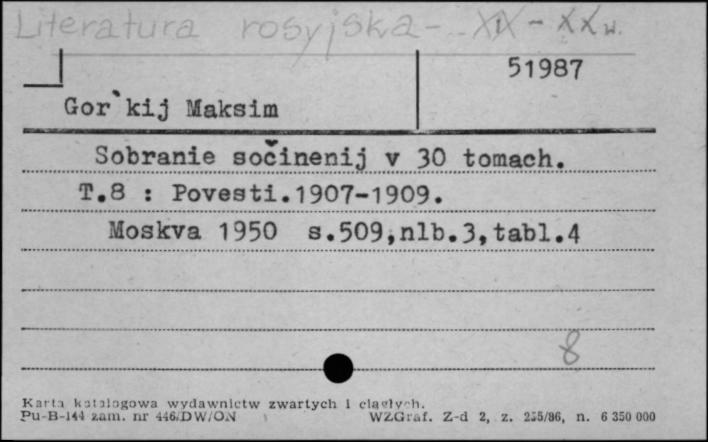 Literatura rosyjska - XIX - XX w.
51987
Gor`kij Maksim
Sobranie sočinenij v 30 tomach.
T.8 : Povesti.1907-1909.
Moskva 1950 s.509,nlb.3,tabl.4
8
Karta katalogowa wydawnictw zwartych i ciągłych.
Pu-B-144 zam. nr 446/DW/ON WZGraf. Z-d 2, z. 255/86, n. 6 350 000